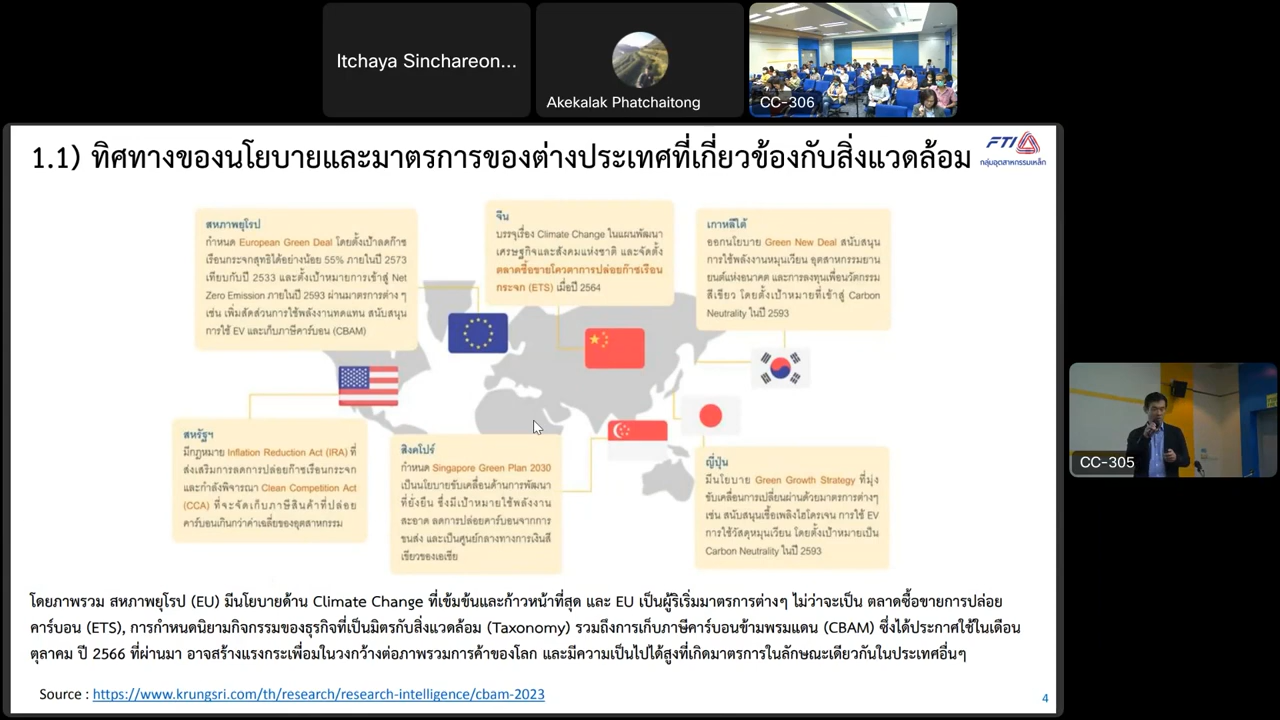 Itchaya Sinchareon...
Akekalak Phatchaitong
CC-306
1.1) ทิศทางของนโยบายและมาตรการของต่างประเทศที่เกี่ยวข้องกับสิ่งแวดล้อม
FTI
กลุ่มอุตสาหกรรมเหล็ก
สหภาพยุโรป
กำหนด European Green Deal โดยตั้งเป้าลดก๊าซ
เรือนกระจกสุทธิได้อย่างน้อย 55% ภายในปี 2573
เทียบกับปี 2533 และตั้งเป้าหมายการเข้าสู่ Net
Zero Emission ภายในปี 2593 ผ่านมาตรการต่าง ๆ
เช่น เพิ่มสัดส่วนการใช้พลังงานทดแทน สนับสนุน
การใช้ EV และเก็บภาษีคาร์บอน (CBAM)
จีน
บรรจุเรื่อง Climate Change ในแผนพัฒนา
เศรษฐกิจและสังคมแห่งชาติ และจัดตั้ง
ตลาดซื้อขายโควตาการปล่อยก๊าซเรือน
กระจก (ETS) เมื่อปี 2564
เกาหลีใต้
ออกนโยบาย Green New Deal สนับสนุน
การใช้พลังงานหมุนเวียน อุตสาหกรรมยาน
ยนต์แห่งอนาคต และการลงทุนเพื่อนวัตกรรม
สีเขียว โดยตั้งเป้าหมายที่เข้าสู่ Carbon
Neutrality ในปี 2593
สหรัฐฯ
มีกฎหมาย Inflation Reduction Act (IRA) ที่
ส่งเสริมการลดการปล่อยก๊าซเรือนกระจก
และกำลังพิจารณา Clean Competition Act
(CCA) ที่จะจัดเก็บภาษีสินค้าที่ปล่อย
คาร์บอนเกินกว่าค่าเฉลี่ยของอุตสาหกรรม
สิงคโปร์
กำหนด Singapore Green Plan 2030
เป็นนโยบายขับเคลื่อนด้านการพัฒนา
ที่ยั่งยืน ซึ่งมีเป้าหมายใช้พลังงาน
สะอาด ลดการปล่อยคาร์บอนจากการ
ขนส่ง และเป็นศูนย์กลางทางการเงินสี
เขียวของเอเชีย
ญี่ปุ่น
มีนโยบาย Green Growth Strategy ที่มุ่ง
ขับเคลื่อนการเปลี่ยนผ่านด้วยมาตรการต่างๆ
เช่น สนับสนุนเชื้อเพลิงไฮโดรเจน การใช้ EV
การใช้วัสดุหมุนเวียน โดยตั้งเป้าหมายเป็น
Carbon Neutrality ในปี 2593
CC-305
โดยภาพรวม สหภาพยุโรป (EU) มีนโยบายด้าน Climate Change ที่เข้มข้นและก้าวหน้าที่สุด และ EU เป็นผู้ริเริ่มมาตรการต่างๆ ไม่ว่าจะเป็น ตลาดซื้อขายการปล่อย
คาร์บอน (ETS), การกำหนดนิยามกิจกรรมของธุรกิจที่เป็นมิตรกับสิ่งแวดล้อม (Taxonomy) รวมถึงการเก็บภาษีคาร์บอนข้ามพรมแดน (CBAM) ซึ่งได้ประกาศใช้ในเดือน
ตุลาคม ปี 2566 ที่ผ่านมา อาจสร้างแรงกระเพื่อมในวงกว้างต่อภาพรวมการค้าของโลก และมีความเป็นไปได้สูงที่เกิดมาตรการในลักษณะเดียวกันในประเทศอื่นๆ
Source : https://www.krungsri.com/th/research/research-intelligence/cbam-2023
4